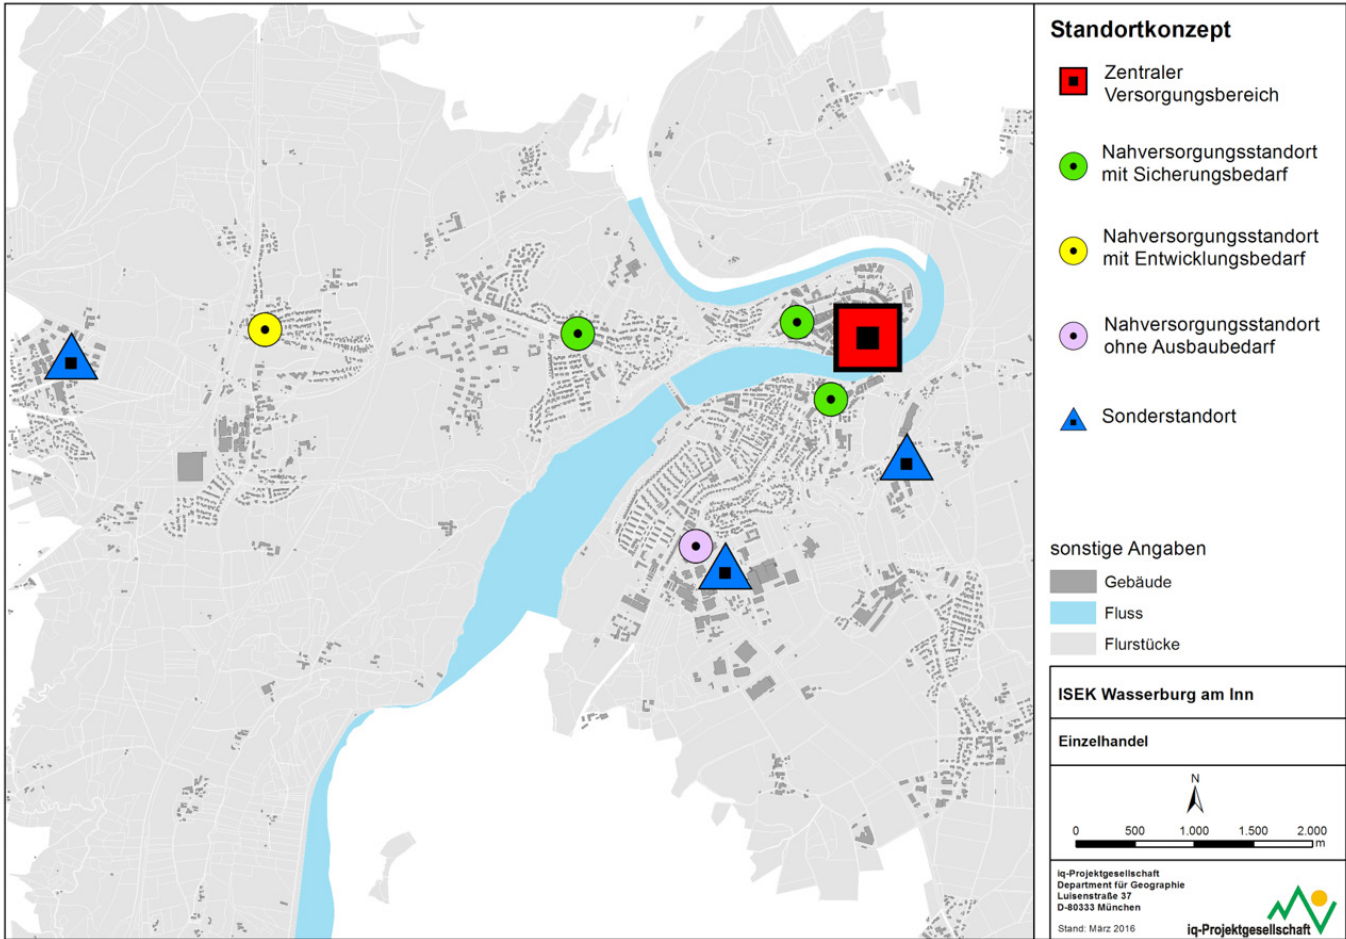 Standortkonzept
Zentraler
Versorgungsbereich
Nahversorgungsstandort
mit Sicherungsbedarf
Nahversorgungsstandort
mit Entwicklungsbedarf
Nahversorgungsstandort
ohne Ausbaubedarf
Sonderstandort
sonstige Angaben
Gebäude
Fluss
Flurstücke
ISEK Wasserburg am Inn
Einzelhandel
N
0 500 1.000 1.500 2.000
m
iq-Projektgesellschaft
Department für Geographie
Luisenstraße 37
D-80333 München
Stand: März 2016
iq-Projektgesellschaft